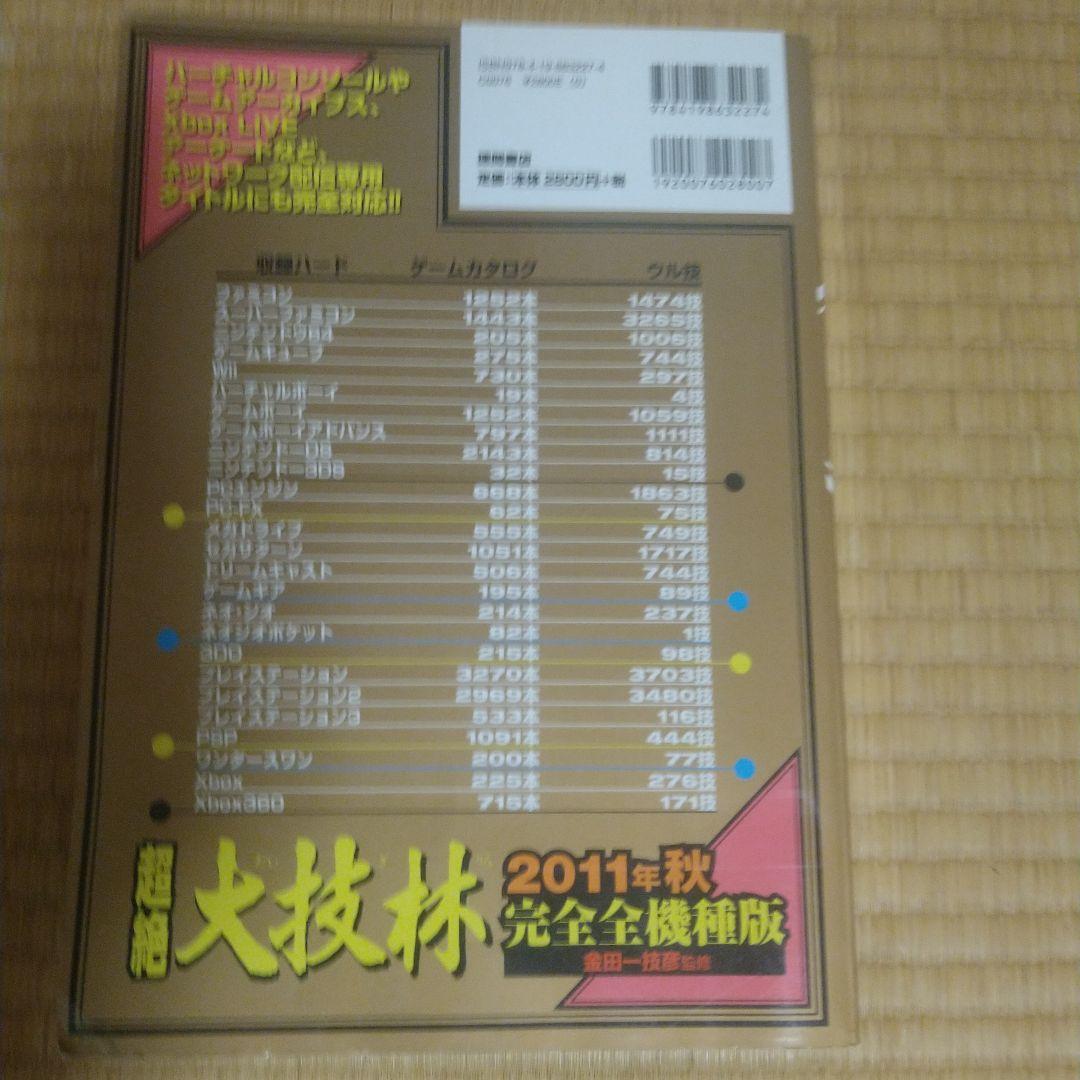 バーチャルコンソールや
ゲームアーカイブス、
Xbox LIVE
アーケードなど、
ネットワーク配信専用
タイトルにも完全対応!!
9784198632274
徳間書店
定価:本体2800円+税
1920076028007
収録ハード ゲームカタログ ウル技
ファミコン 1252本 1474技
スーパーファミコン 1443本 3265技
ニンテンドウ64 205本 1006技
ゲームキューブ 275本 744技
Wii 730本 297技
バーチャルボーイ 19本 4技
ゲームボーイ 1252本 1059技
ゲームボーイアドバンス 797本 1111技
ニンテンドーDS 2143本 814技
ニンテンドー3DS 32本 15技
PCエンジン 668本 1863技
PC-FX 62本 75技
メガドライブ 555本 749技
セガサターン 1051本 1717技
ドリームキャスト 506本 744技
ゲームギア 195本 89技
ネオ・ジオ 214本 237技
ネオジオポケット 82本 1技
3DO 215本 98技
プレイステーション 3270本 3703技
プレイステーション2 2969本 3480技
プレイステーション3 533本 116技
PSP 1091本 444技
ワンダースワン 200本 77技
Xbox 225本 276技
Xbox360 715本 171技
超絶 大技林
2011年 秋
完全全機種版
金田一技彦監修